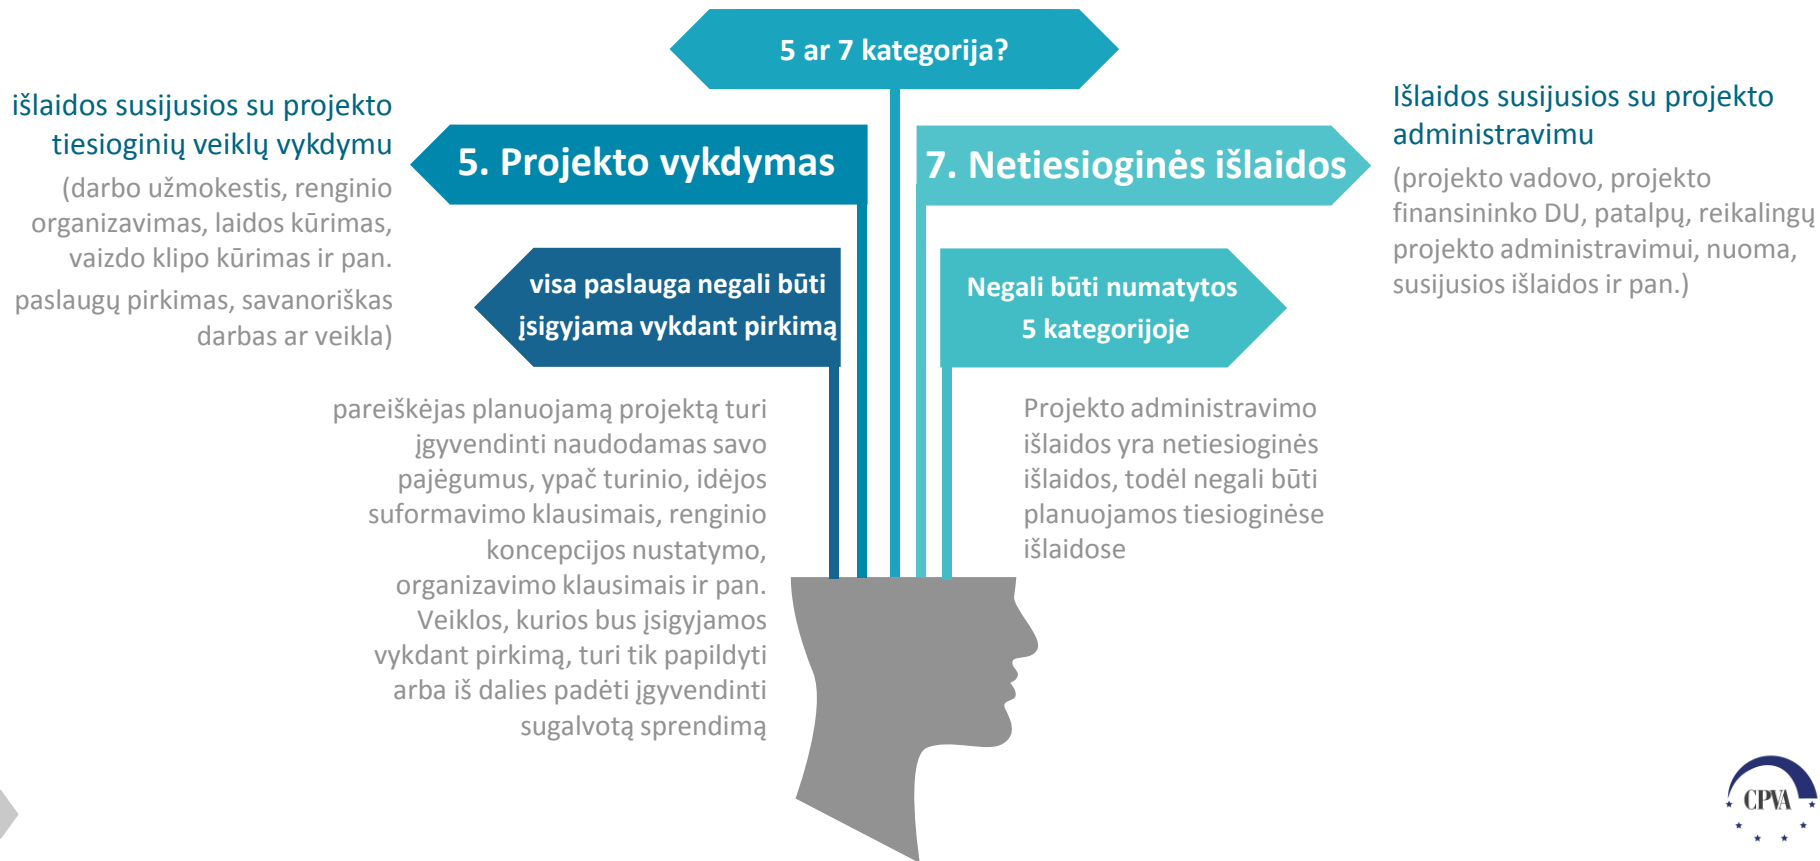 5 ar 7 kategorija?
išlaidos susijusios su projekto
tiesioginių veiklų vykdymu
(darbo užmokestis, renginio
organizavimas, laidos kūrimas,
vaizdo klipo kūrimas ir pan.
paslaugų pirkimas, savanoriškas
darbas ar veikla)
5. Projekto vykdymas
visa paslauga negali būti
įsigyjama vykdant pirkimą
pareiškėjas planuojamą projektą turi
įgyvendinti naudodamas savo
pajėgumus, ypač turinio, idėjos
suformavimo klausimais, renginio
koncepcijos nustatymo,
organizavimo klausimais ir pan.
Veiklos, kurios bus įsigyjamos
vykdant pirkimą, turi tik papildyti
arba iš dalies padėti įgyvendinti
sugalvotą sprendimą
7. Netiesioginės išlaidos
Išlaidos susijusios su projekto
administravimu
(projekto vadovo, projekto
finansininko DU, patalpų, reikalingų
projekto administravimui, nuoma,
susijusios išlaidos ir pan.)
Negali būti numatytos
5 kategorijoje
Projekto administravimo
išlaidos yra netiesioginės
išlaidos, todėl negali būti
planuojamos tiesioginėse
išlaidose
CPVA